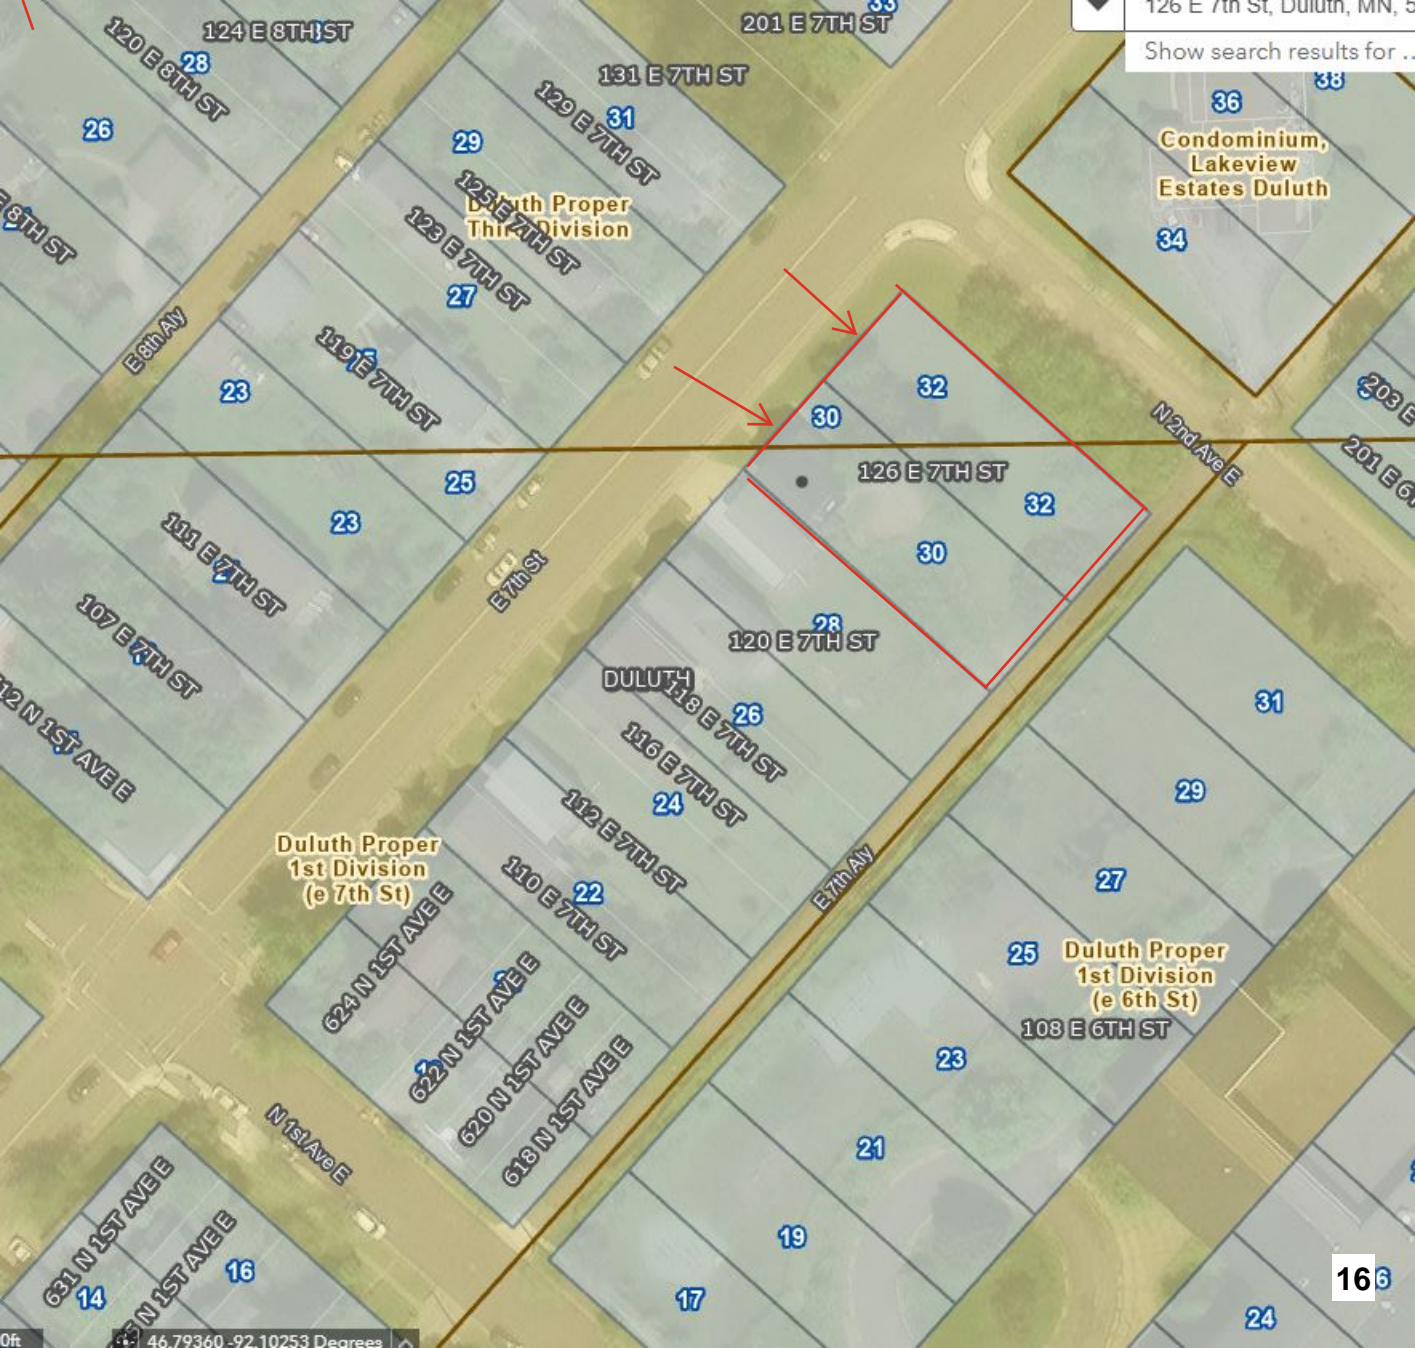 126 E 7th St, Duluth, MN, 5
Show search results for ...
124 E 8TH ST
120 E 8TH ST
28
26
E 8TH ST
201 E 7TH ST
33
131 E 7TH ST
129 E 7TH ST
31
29
125 E 7TH ST
Duluth Proper
Third Division
123 E 7TH ST
27
119 E 7TH ST
23
E 8th Aly
36
38
Condominium,
Lakeview
Estates Duluth
34
32
30
126 E 7TH ST
32
30
N 2nd Ave E
203 E
201 E 6
25
23
111 E 7TH ST
107 E 7TH ST
12 N 1ST AVE E
E 7th St
28
120 E 7TH ST
DULUTH
118 E 7TH ST
26
116 E 7TH ST
24
112 E 7TH ST
22
110 E 7TH ST
Duluth Proper
1st Division
(e 7th St)
624 N 1ST AVE E
622 N 1ST AVE E
620 N 1ST AVE E
618 N 1ST AVE E
E 7th Aly
31
29
27
25
Duluth Proper
1st Division
(e 6th St)
108 E 6TH ST
23
21
19
17
N 1st Ave E
631 N 1ST AVE E
14
N 1ST AVE E
16
16
6
24
0ft
46.79360 -92.10253 Degrees